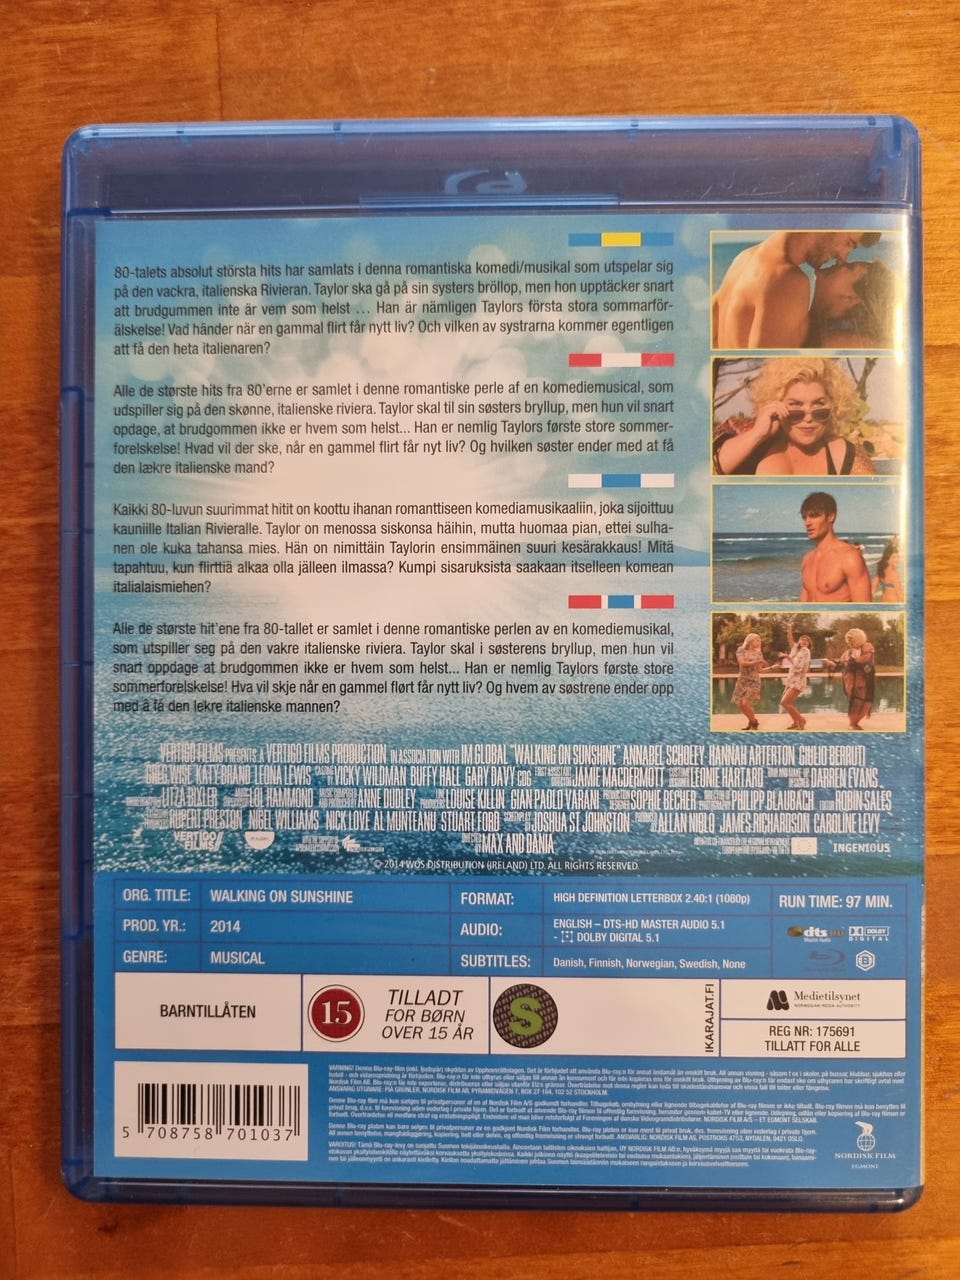 80-talets absolut största hits har samlats i denna romantiska komedi/musikal som utspelar sig
på den vackra, italienska Rivieran. Taylor ska gå på sin systers bröllop, men hon upptäcker snart
att brudgummen inte är vem som helst ... Han är nämligen Taylors första stora sommarför-
älskelse! Vad händer när en gammal flirt får nytt liv? Och vilken av systrarna kommer egentligen
att få den heta italienaren?
Alle de største hits fra 80'erne er samlet i denne romantiske perle af en komediemusical, som
udspiller sig på den skønne, italienske riviera. Taylor skal til sin søsters bryllup, men hun vil snart
opdage, at brudgommen ikke er hvem som helst... Han er nemlig Taylors første store sommer-
forelskelse! Hvad vil der ske, når en gammel flirt får nyt liv? Og hvilken søster ender med at få
den lækre italienske mand?
Kaikki 80-luvun suurimmat hitit on koottu ihanan romanttiseen komediamusikaaliin, joka sijoittuu
kauniille Italian Rivieralle. Taylor on menossa siskonsa häihin, mutta huomaa pian, ettei sulha-
nen ole kuka tahansa mies. Hän on nimittäin Taylorin ensimmäinen suuri kesärakkaus! Mitä
tapahtuu, kun flirttiä alkaa olla jälleen ilmassa? Kumpi sisaruksista saakaan itselleen komean
italialaismiehen?
Alle de største hit'ene fra 80-tallet er samlet i denne romantiske perlen av en komediemusikal,
som utspiller seg på den vakre italienske riviera. Taylor skal i søsterens bryllup, men hun vil
snart oppdage at brudgommen ikke er hvem som helst... Han er nemlig Taylors første store
sommerforelskelse! Hva vil skje når en gammel flørt får nytt liv? Og hvem av søstrene ender opp
med å få den lekre italienske mannen?
VERTIGO FILMS PRESENTS A VERTIGO FILMS PRODUCTION IN ASSOCIATION WITH IM GLOBAL "WALKING ON SUNSHINE" ANNABEL SCHOLEY HANNAH ARTERTON GIULIO BERRUTI
GREG WISE KATY BRAND LEONA LEWIS CASTING BY VICKY WILDMAN BUFFY HALL GARY DAVY CDG JAMIE MACDERMOTT LEONIE HARTARD DARREN EVANS
LITZA BIXLER LOL HAMMOND ANNE DUDLEY LOUISE KILLIN GIAN PAOLO VARANI SOPHIE BECHER PHILIPP BLAUBACH ROBIN SALES
RUPERT PRESTON NIGEL WILLIAMS NICK LOVE AL MUNTEANU STUART FORD JOSHUA ST JOHNSTON ALLAN NIBLO JAMES RICHARDSON CAROLINE LEVY
VERTIGO FILMS MAX AND DANIA INGENIOUS
© 2014 WOS DISTRIBUTION (IRELAND) LTD. ALL RIGHTS RESERVED.
ORG. TITLE: WALKING ON SUNSHINE FORMAT: HIGH DEFINITION LETTERBOX 2.40:1 (1080p) RUN TIME: 97 MIN.
PROD. YR.: 2014 AUDIO: ENGLISH – DTS-HD MASTER AUDIO 5.1
- DOLBY DIGITAL 5.1
dts Master Audio DOLBY DIGITAL
GENRE: MUSICAL SUBTITLES: Danish, Finnish, Norwegian, Swedish, None
B
BARNTILLÅTEN
15
TILLADT
FOR BØRN
OVER 15 ÅR
S
IKARAJAT.FI
Medietilsynet
NORWEGIAN MEDIA AUTHORITY
REG NR: 175691
TILLATT FOR ALLE
5 708758 701037
NORDISK FILM
EGMONT